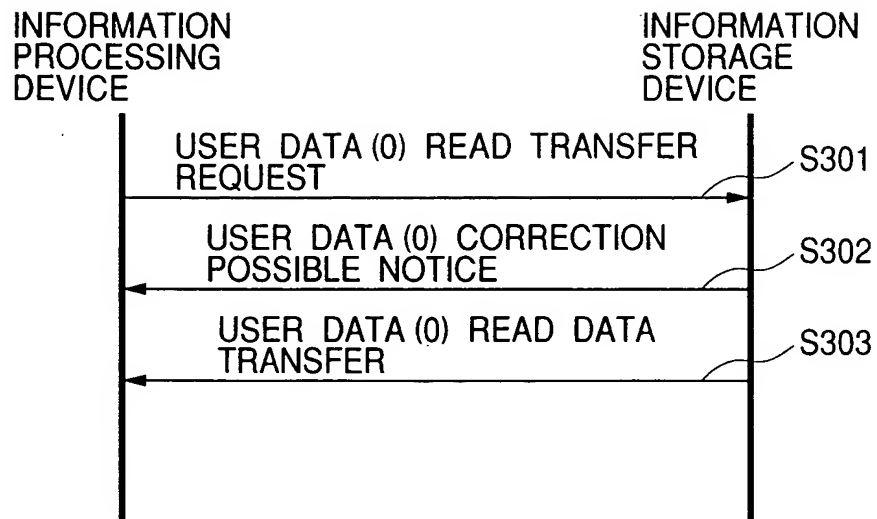 INFORMATION
PROCESSING
DEVICE
INFORMATION
STORAGE
DEVICE
USER DATA (0) READ TRANSFER
REQUEST
S301
USER DATA (0) CORRECTION
POSSIBLE NOTICE
S302
USER DATA (0) READ DATA
TRANSFER
S303